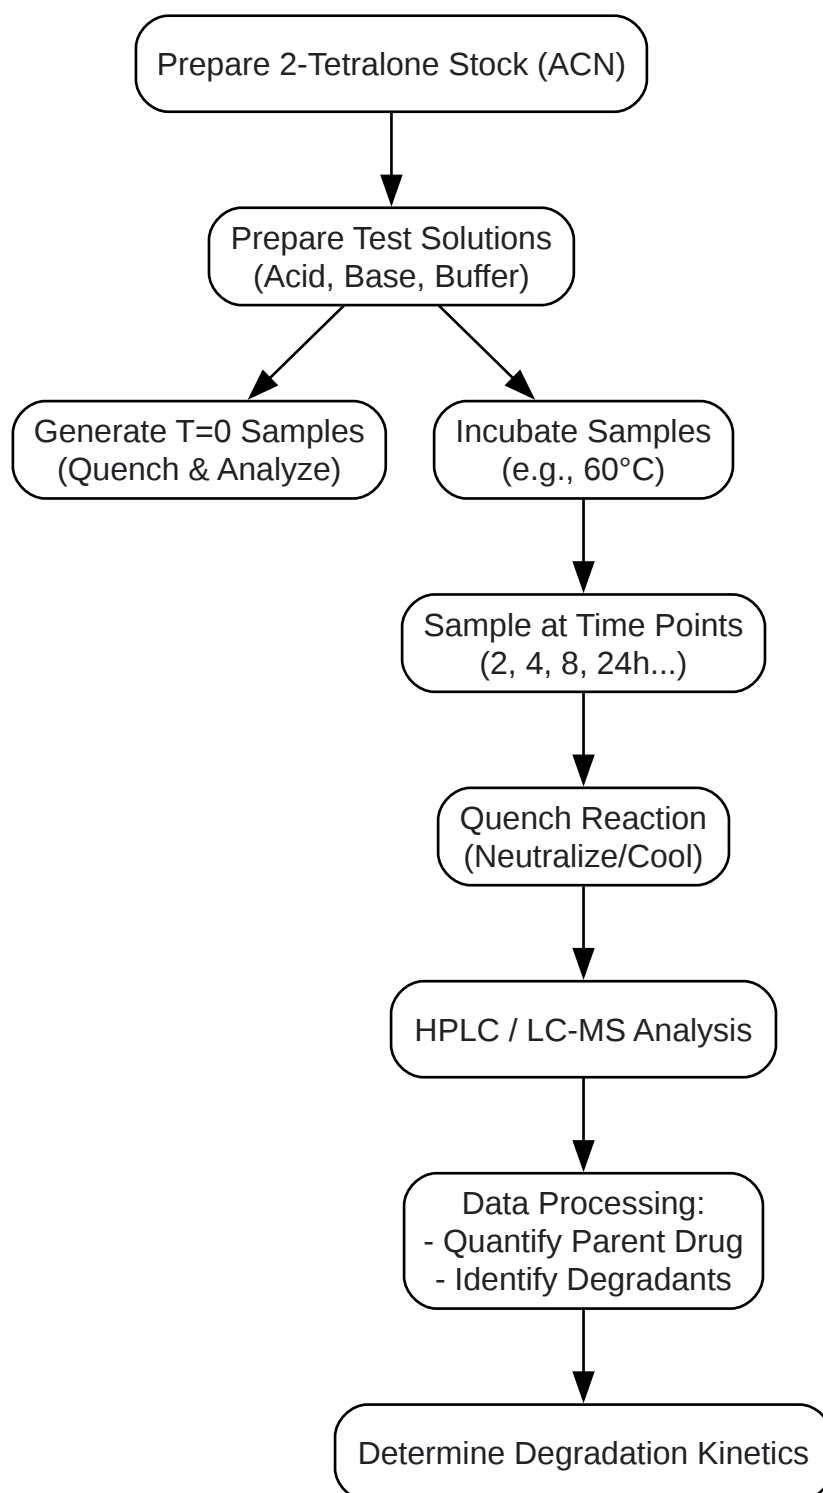 Prepare 2-Tetralone Stock (ACN)
Prepare Test Solutions
(Acid, Base, Buffer)
Generate T=0 Samples
(Quench & Analyze)
Incubate Samples
(e.g., 60°C)
Sample at Time Points
(2, 4, 8, 24h...)
Quench Reaction
(Neutralize/Cool)
HPLC / LC-MS Analysis
Data Processing:
- Quantify Parent Drug
- Identify Degradants
Determine Degradation Kinetics